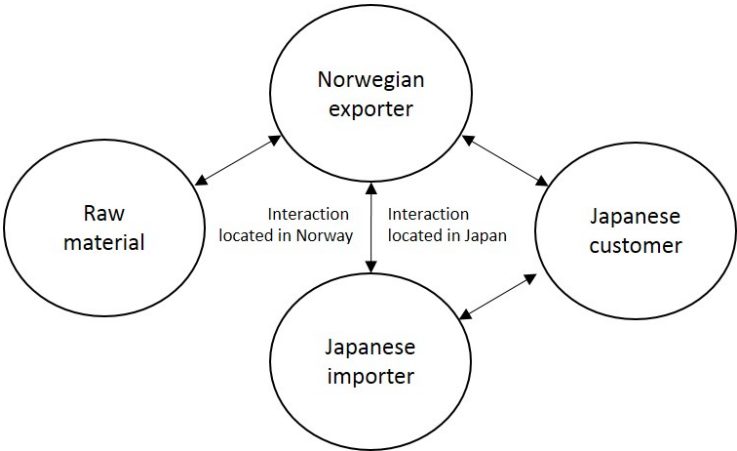 Norwegian
exporter
Raw
material
Interaction
located in Norway
Interaction
located in Japan
Japanese
customer
Japanese
importer